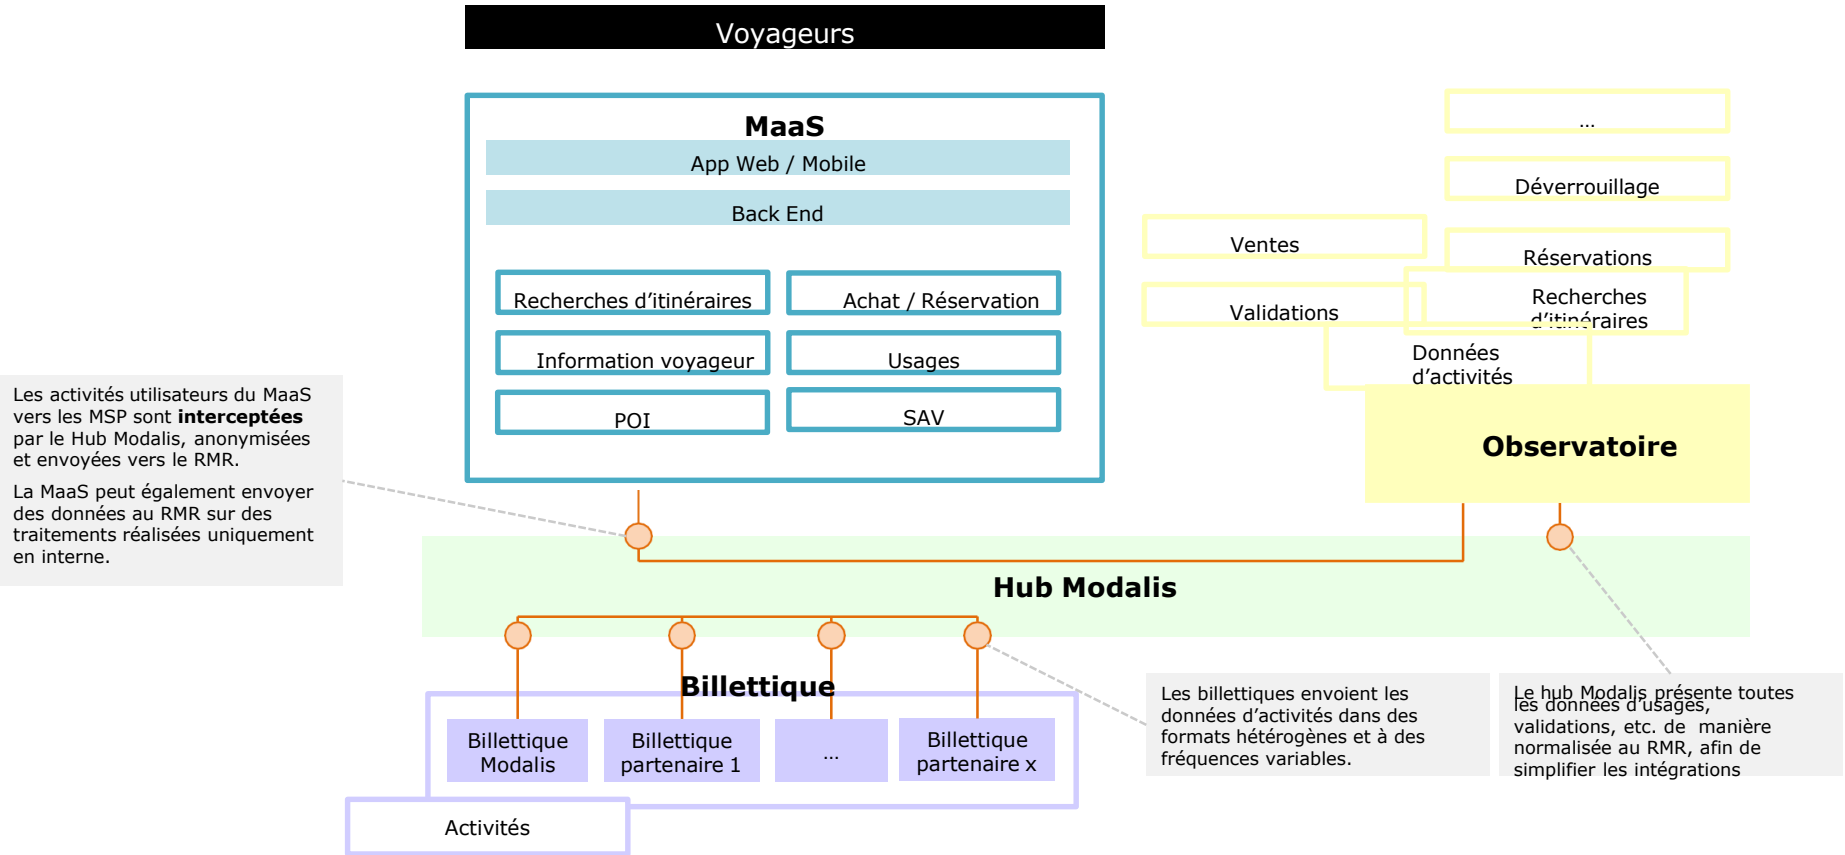 Voyageurs
MaaS
App Web / Mobile
Back End
Recherches d’itinéraires
Achat / Réservation
Information voyageur
Usages
POI
SAV
…
Déverrouillage
Ventes
Réservations
Validations
Recherches
d’itinéraires
Données
d’activités
Observatoire
Les activités utilisateurs du MaaS
vers les MSP sont interceptées
par le Hub Modalis, anonymisées
et envoyées vers le RMR.
La MaaS peut également envoyer
des données au RMR sur des
traitements réalisées uniquement
en interne.
Hub Modalis
Billettique
Billettique
Modalis
Billettique
partenaire 1
…
Billettique
partenaire x
Activités
Les billettiques envoient les
données d’activités dans des
formats hétérogènes et à des
fréquences variables.
Le hub Modalis présente toutes
les données d’usages,
validations, etc. de manière
normalisée au RMR, afin de
simplifier les intégrations